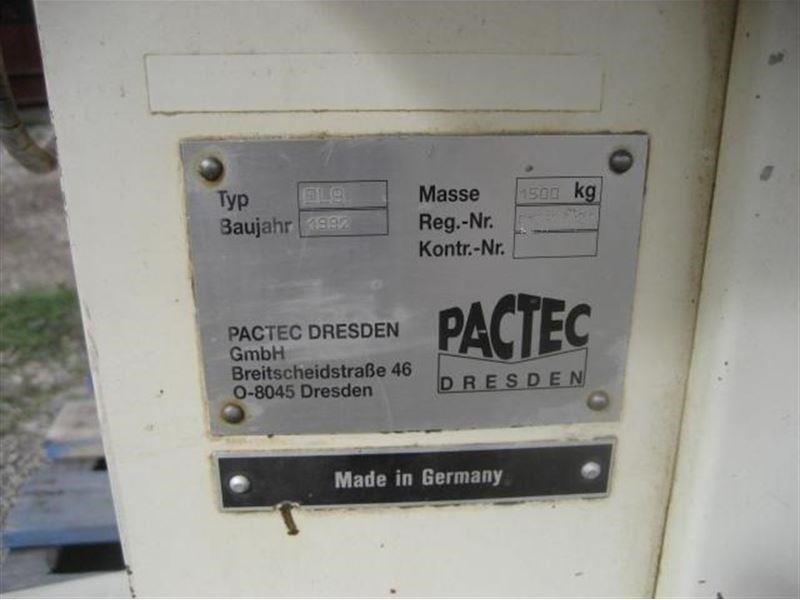 Typ
Baujahr 1992
Masse 1500 kg
Reg.-Nr.
Kontr.-Nr.
PACTEC DRESDEN
GmbH
Breitscheidstraße 46
O-8045 Dresden
PACTEC
DRESDEN
Made in Germany